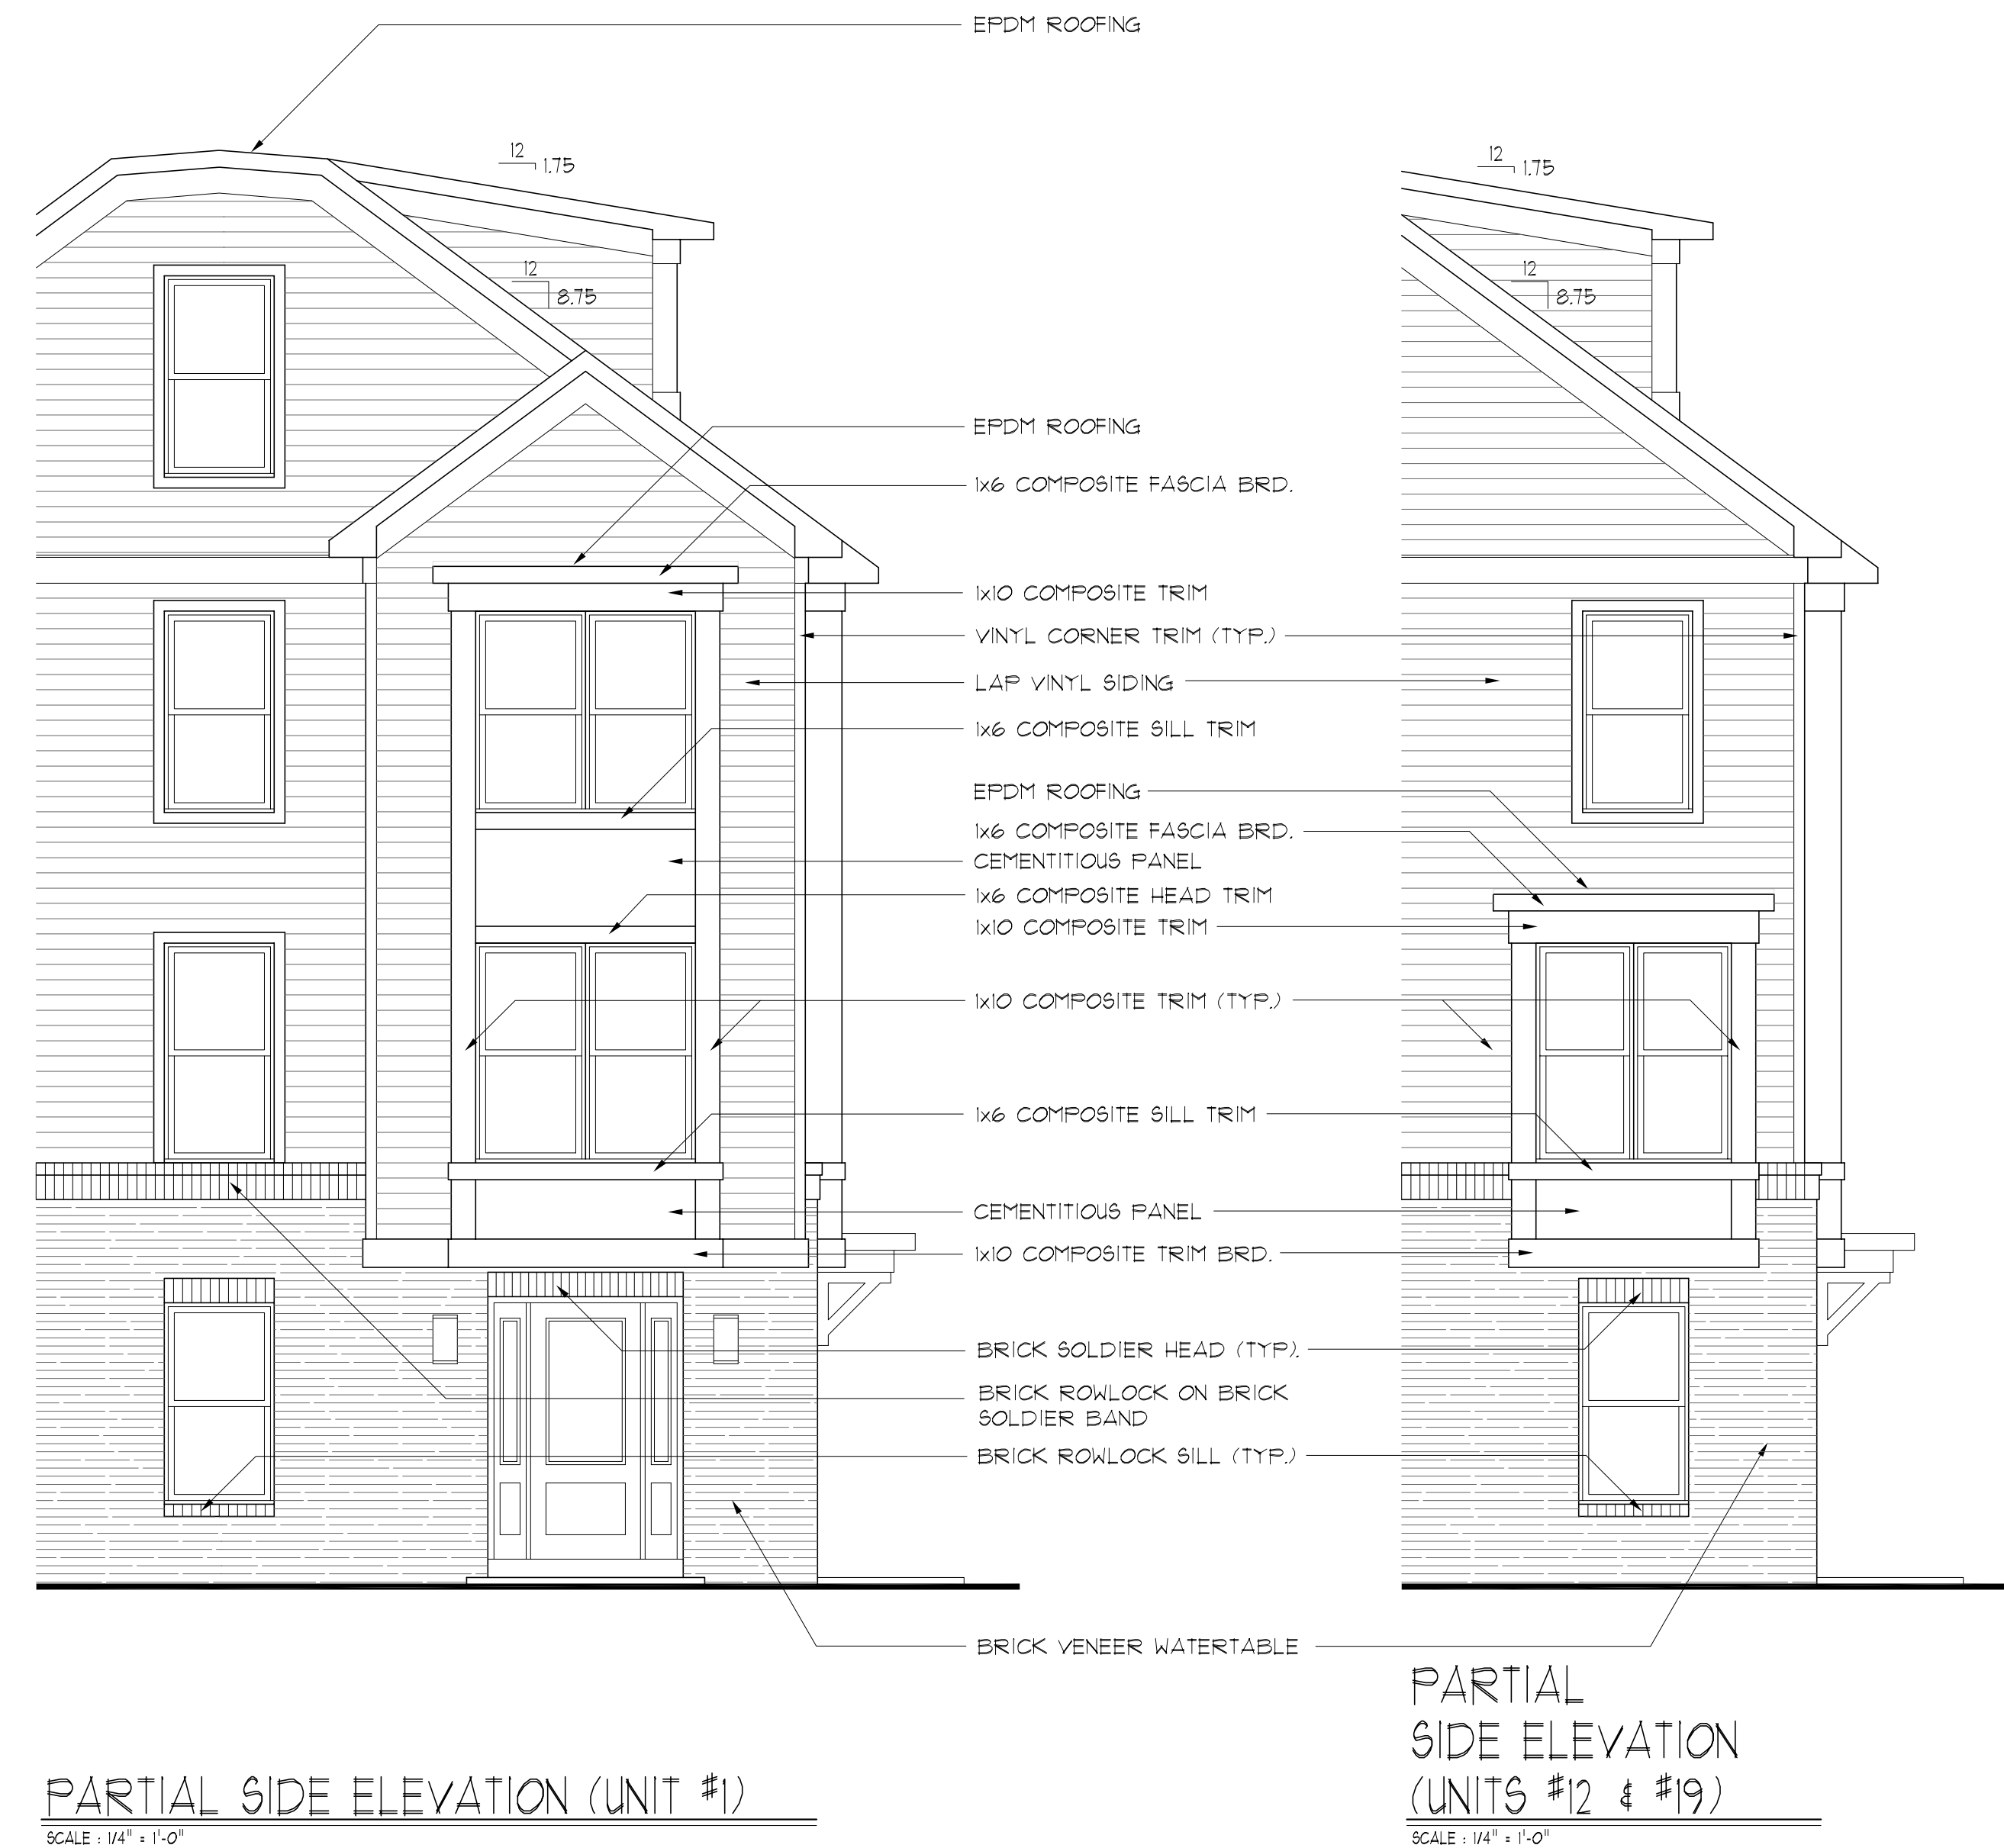 EPDM ROOFING
12
1.75
12
1.75
12
8.75
12
8.75
EPDM ROOFING
1x6 COMPOSITE FASCIA BRD.
1x10 COMPOSITE TRIM
VINYL CORNER TRIM (TYP.)
LAP VINYL SIDING
1x6 COMPOSITE SILL TRIM
EPDM ROOFING
1x6 COMPOSITE FASCIA BRD.
CEMENTITIOUS PANEL
1x6 COMPOSITE HEAD TRIM
1x10 COMPOSITE TRIM
1x10 COMPOSITE TRIM (TYP.)
1x6 COMPOSITE SILL TRIM
CEMENTITIOUS PANEL
1x10 COMPOSITE TRIM BRD.
BRICK SOLDIER HEAD (TYP).
BRICK ROWLOCK ON BRICK
SOLDIER BAND
BRICK ROWLOCK SILL (TYP.)
BRICK VENEER WATERTABLE
PARTIAL SIDE ELEVATION (UNIT #1)
SCALE : 1/4" = 1'-0"
PARTIAL
SIDE ELEVATION
(UNITS #12 & #19)
SCALE : 1/4" = 1'-0"